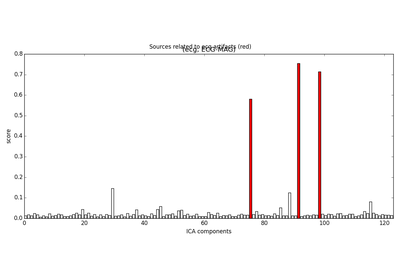 Sources related to ecg artifacts (red)
(ecg, ECG-MAG)
0.8
0.7
0.6
0.5
0.4
0.3
0.2
0.1
0.0
score
0 20 40 60 80 100 120
ICA components